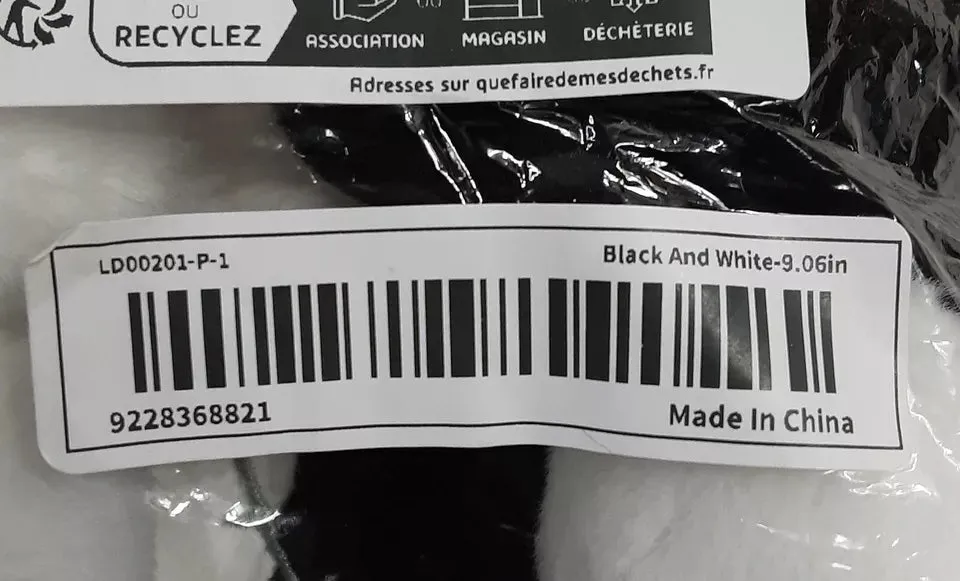 OU
RECYCLEZ
ASSOCIATION
MAGASIN
DÉCHÈTERIE
Adresses sur quefairedemesdechets.fr
LD00201-P-1
Black And White-9.06in
9228368821
Made In China